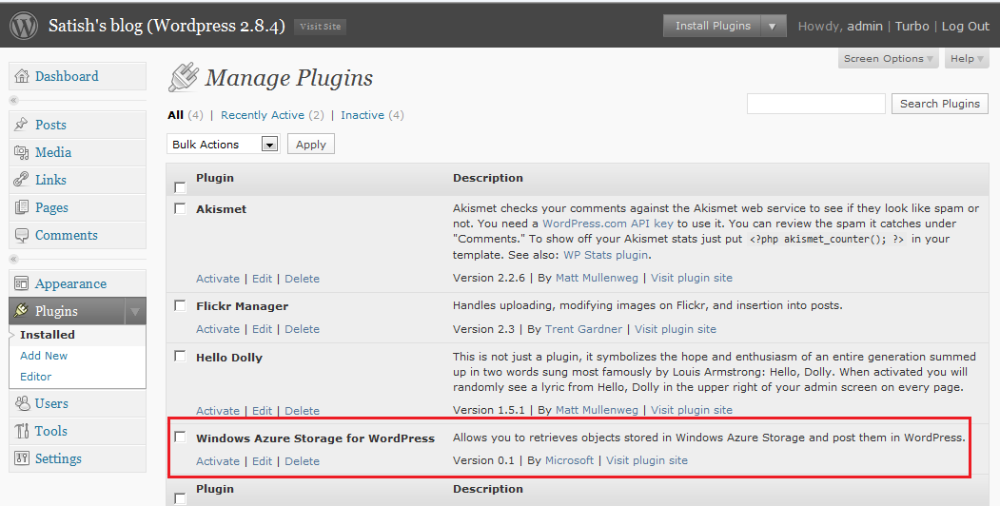 Satish's blog (Wordpress 2.8.4) Visit Site Install Plugins Howdy, admin | Turbo | Log Out
Screen Options Help
Dashboard
Posts
Media
Links
Pages
Comments
Appearance
Plugins
Installed
Add New
Editor
Users
Tools
Settings
Manage Plugins
All (4) | Recently Active (2) | Inactive (4)
Search Plugins
Bulk Actions Apply
Plugin Description
Akismet
Akismet checks your comments against the Akismet web service to see if they look like spam or
not. You need a WordPress.com API key to use it. You can review the spam it catches under
"Comments." To show off your Akismet stats just put <?php akismet_counter(); ?> in your
template. See also: WP Stats plugin.
Activate | Edit | Delete Version 2.2.6 | By Matt Mullenweg | Visit plugin site
Flickr Manager Handles uploading, modifying images on Flickr, and insertion into posts.
Activate | Edit | Delete Version 2.3 | By Trent Gardner | Visit plugin site
Hello Dolly
This is not just a plugin, it symbolizes the hope and enthusiasm of an entire generation summed
up in two words sung most famously by Louis Armstrong: Hello, Dolly. When activated you will
randomly see a lyric from Hello, Dolly in the upper right of your admin screen on every page.
Activate | Edit | Delete Version 1.5.1 | By Matt Mullenweg | Visit plugin site
Windows Azure Storage for WordPress Allows you to retrieves objects stored in Windows Azure Storage and post them in WordPress.
Activate | Edit | Delete Version 0.1 | By Microsoft | Visit plugin site
Plugin Description